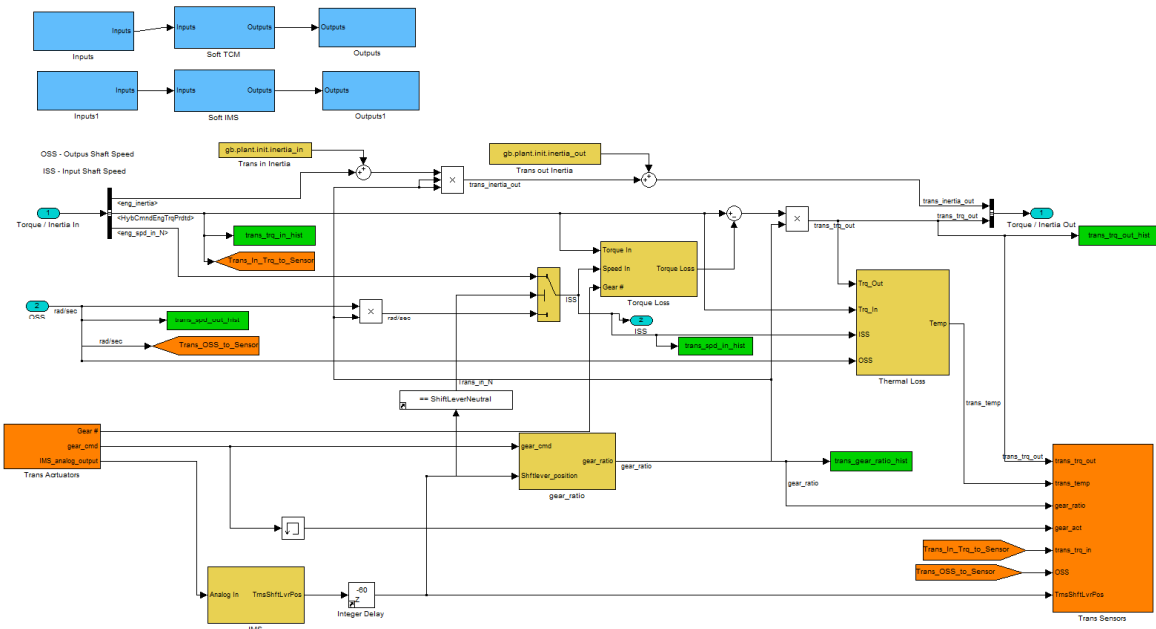 Inputs
Inputs
Outputs
Inputs
Soft TCM
Outputs
Outputs
Inputs
Outputs
Outputs
Inputs1
Soft IMS
Outputs1
OSS - Outpus Shaft Speed
ISS - Input Shaft Speed
gb.plant.init.inertia_in
Trans in Inertia
gb.plant.init.inertia_out
Trans out Inertia
trans_inertia_out
trans_inertia_out
trans_trq_out
<eng_inertia>
<HybCmndEngTrqPrdtd>
<eng_spd_in_N>
1
Torque / Inertia In
1
Torque / Inertia Out
trans_trq_in_hist
Trans_In_Trq_to_Sensor
trans_trq_out
trans_trq_out_hist
Torque In
Speed In
Torque Loss
Gear #
Torque Loss
ISS
2
OSS
rad/sec
trans_spd_out_hist
rad/sec
Trans_OSS_to_Sensor
rad/sec
2
ISS
trans_spd_in_hist
Trq_Out
Trq_In
Temp
ISS
OSS
Thermal Loss
trans_temp
Trans_in_N
== ShiftLeverNeutral
Gear #
gear_cmd
IMS_analog_output
Trans Actuators
gear_cmd
gear_ratio
Shftlever_position
gear_ratio
gear_ratio
trans_gear_ratio_hist
gear_ratio
trans_trq_out
trans_trq_out
trans_temp
gear_ratio
gear_act
trans_trq_in
OSS
TrnsShftLvrPos
Trans Sensors
Trans_In_Trq_to_Sensor
Trans_OSS_to_Sensor
Analog In
TrnsShftLvrPos
IMS
-60
Z
Integer Delay